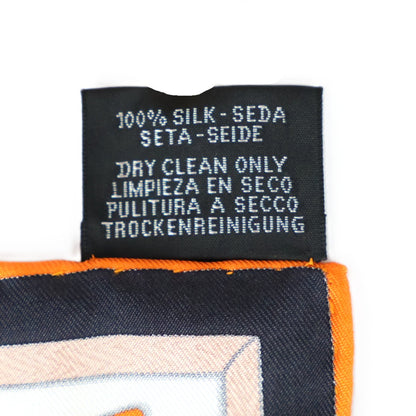 100% SILK - SEDA
SETA - SEIDE
DRY CLEAN ONLY
LIMPIEZA EN SECO
PULITURA A SECCO
TROCKENREINIGUNG